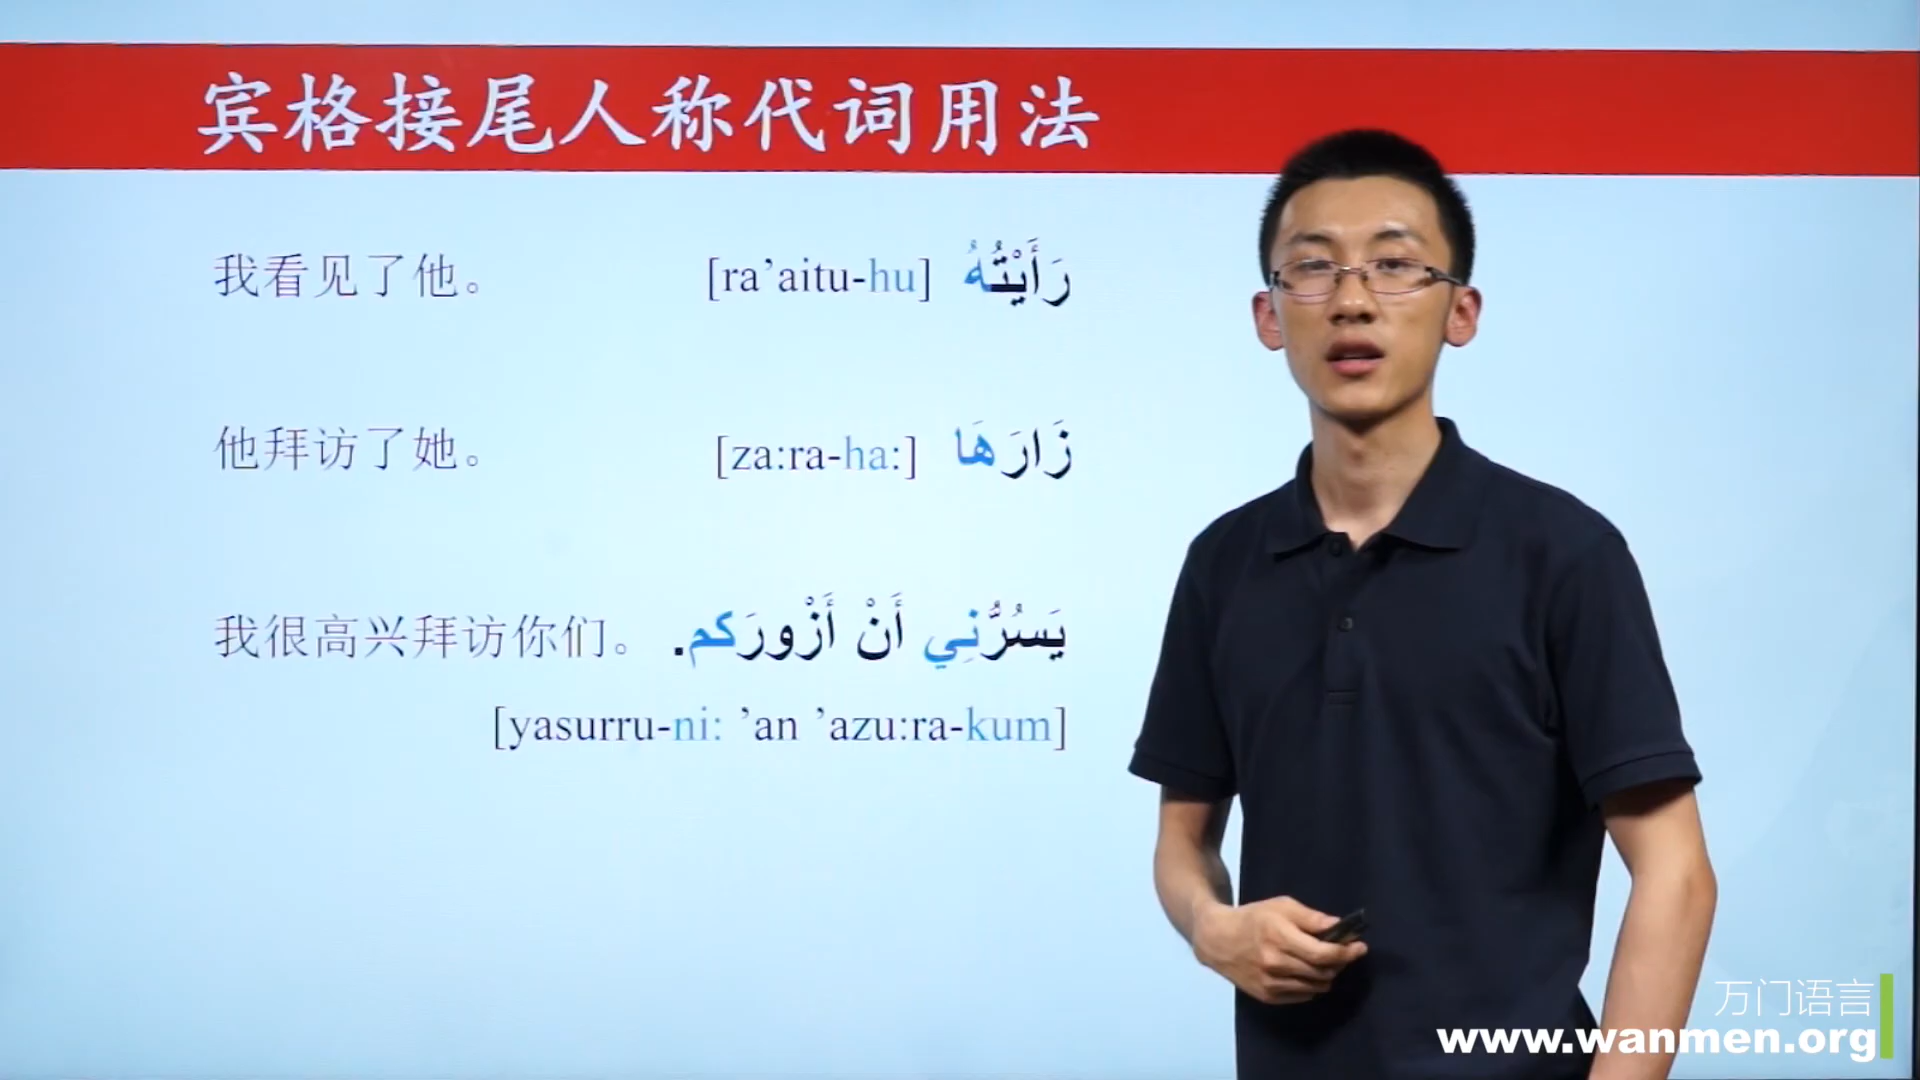 宾格接尾人称代词用法
我看见了他。 [ra’aitu-hu] رَأَيْتُهُ
他拜访了她。 [za:ra-ha:] زَارَهَا
我很高兴拜访你们。 يَسُرُّنِي أَنْ أَزْورَكم.
[yasurru-ni: ’an ’azu:ra-kum]
万门语言
www.wanmen.org